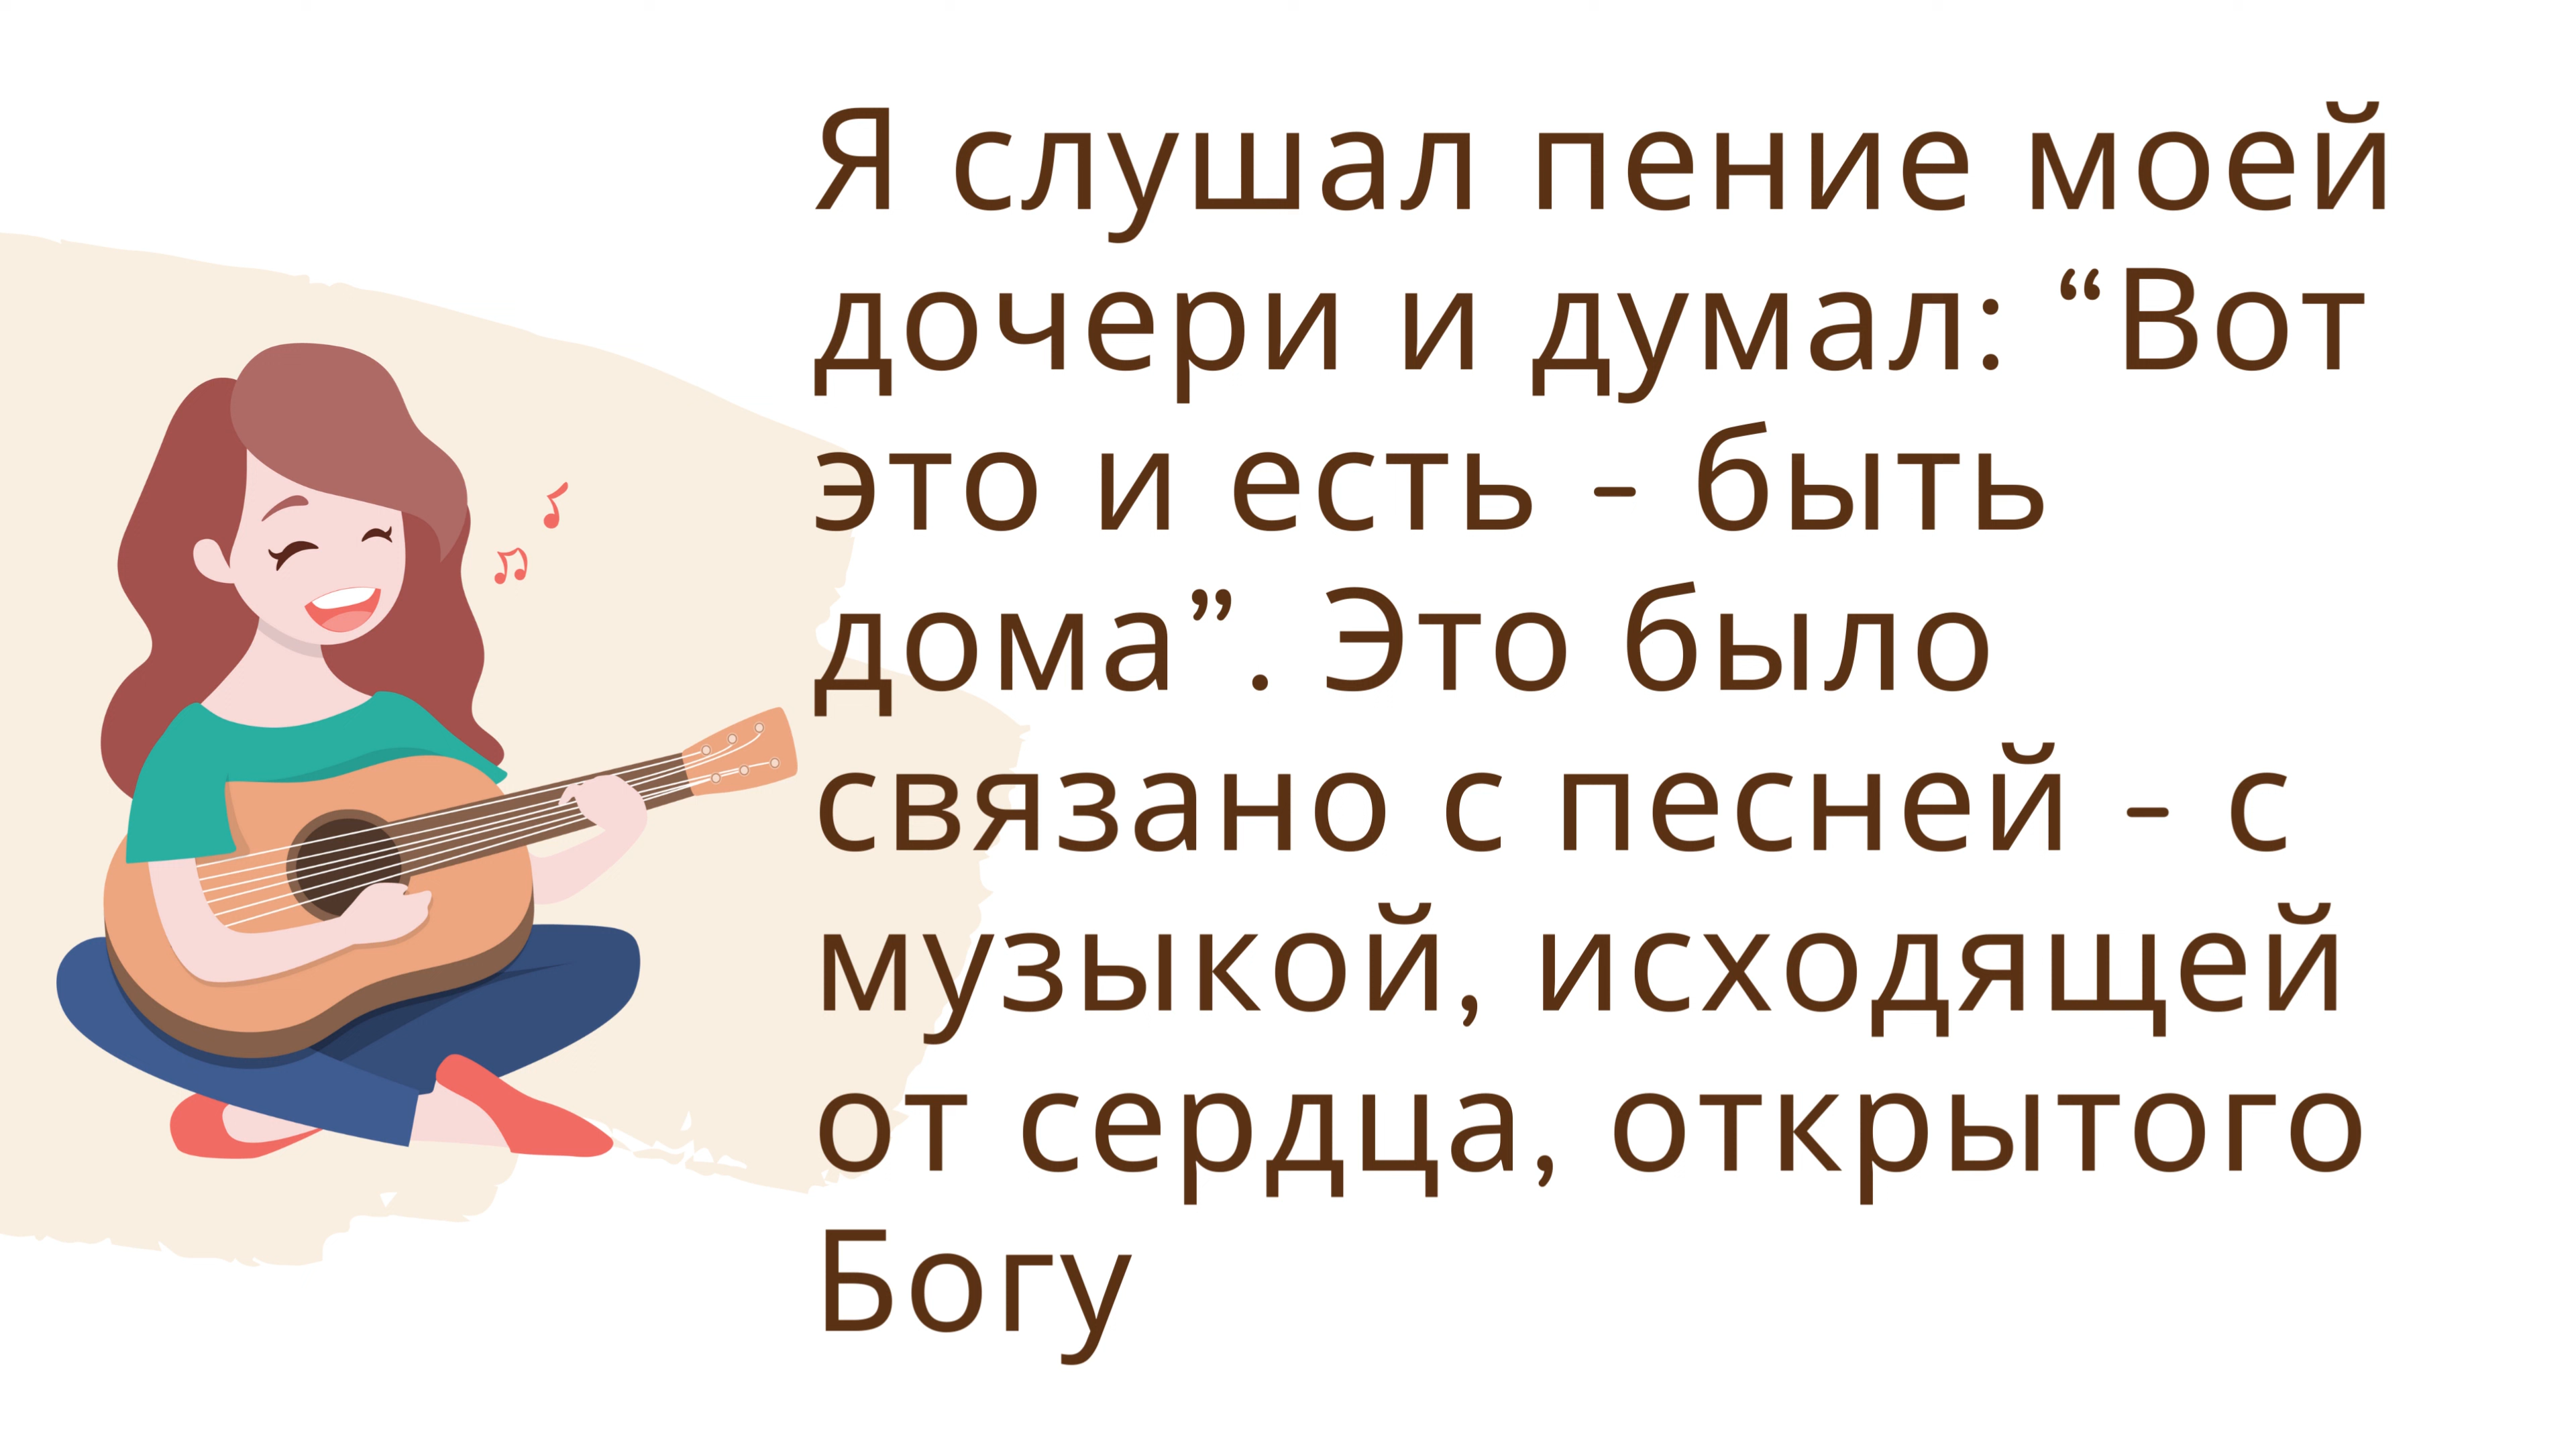 Я слушал пение моей
дочери и думал: “Вот
это и есть - быть
дома”. Это было
связано с песней - с
музыкой, исходящей
от сердца, открытого
Богу